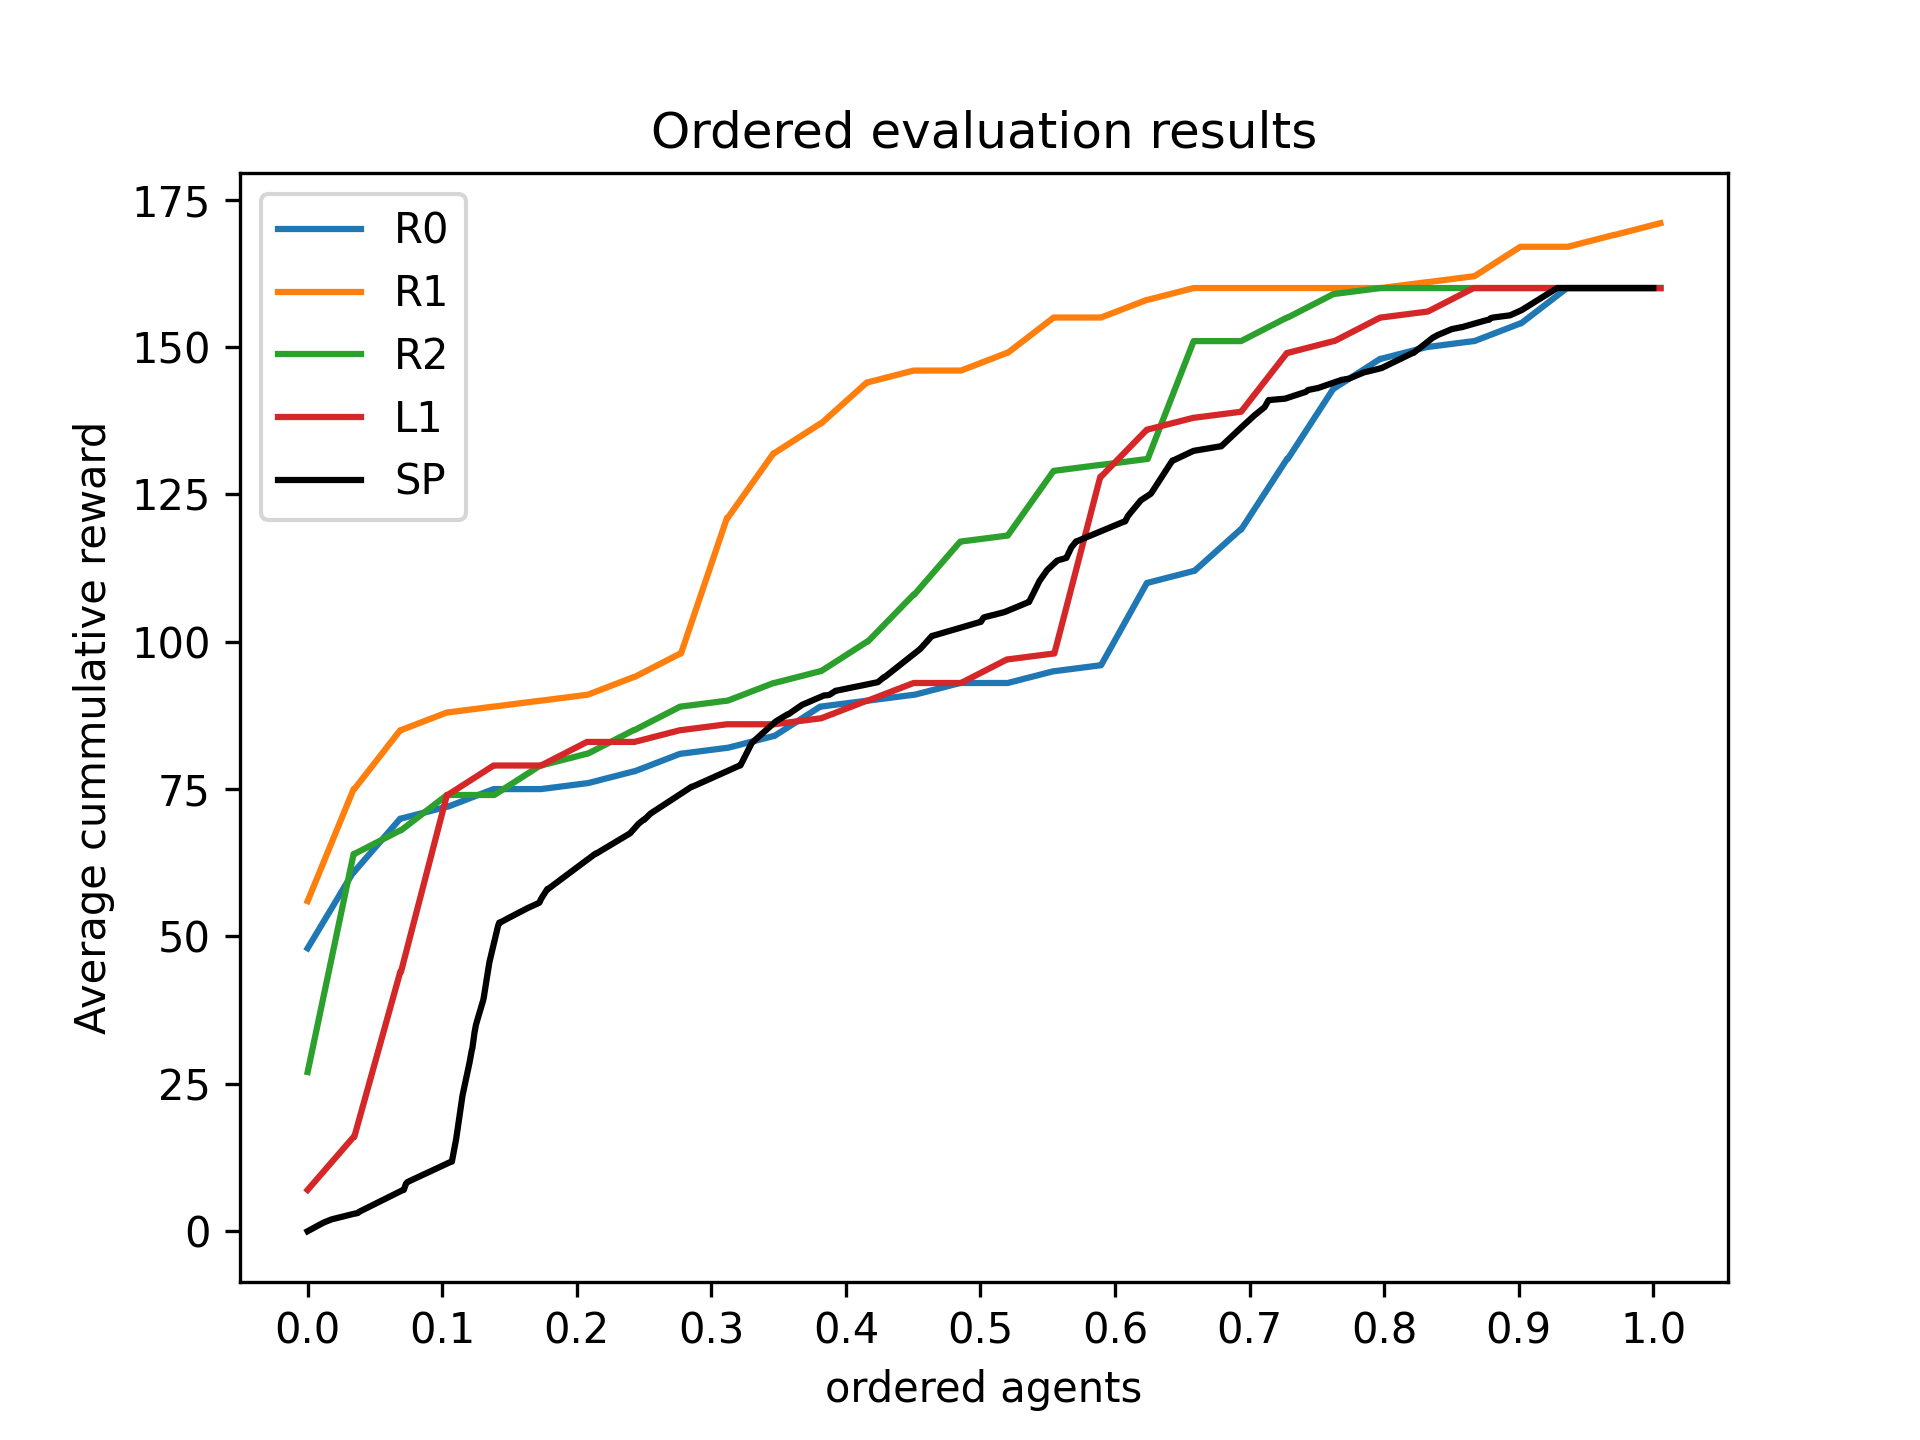 Ordered evaluation results
175
150
125
100
75
50
25
0
Average cummulative reward
R0
R1
R2
L1
SP
0.0 0.1 0.2 0.3 0.4 0.5 0.6 0.7 0.8 0.9 1.0
ordered agents